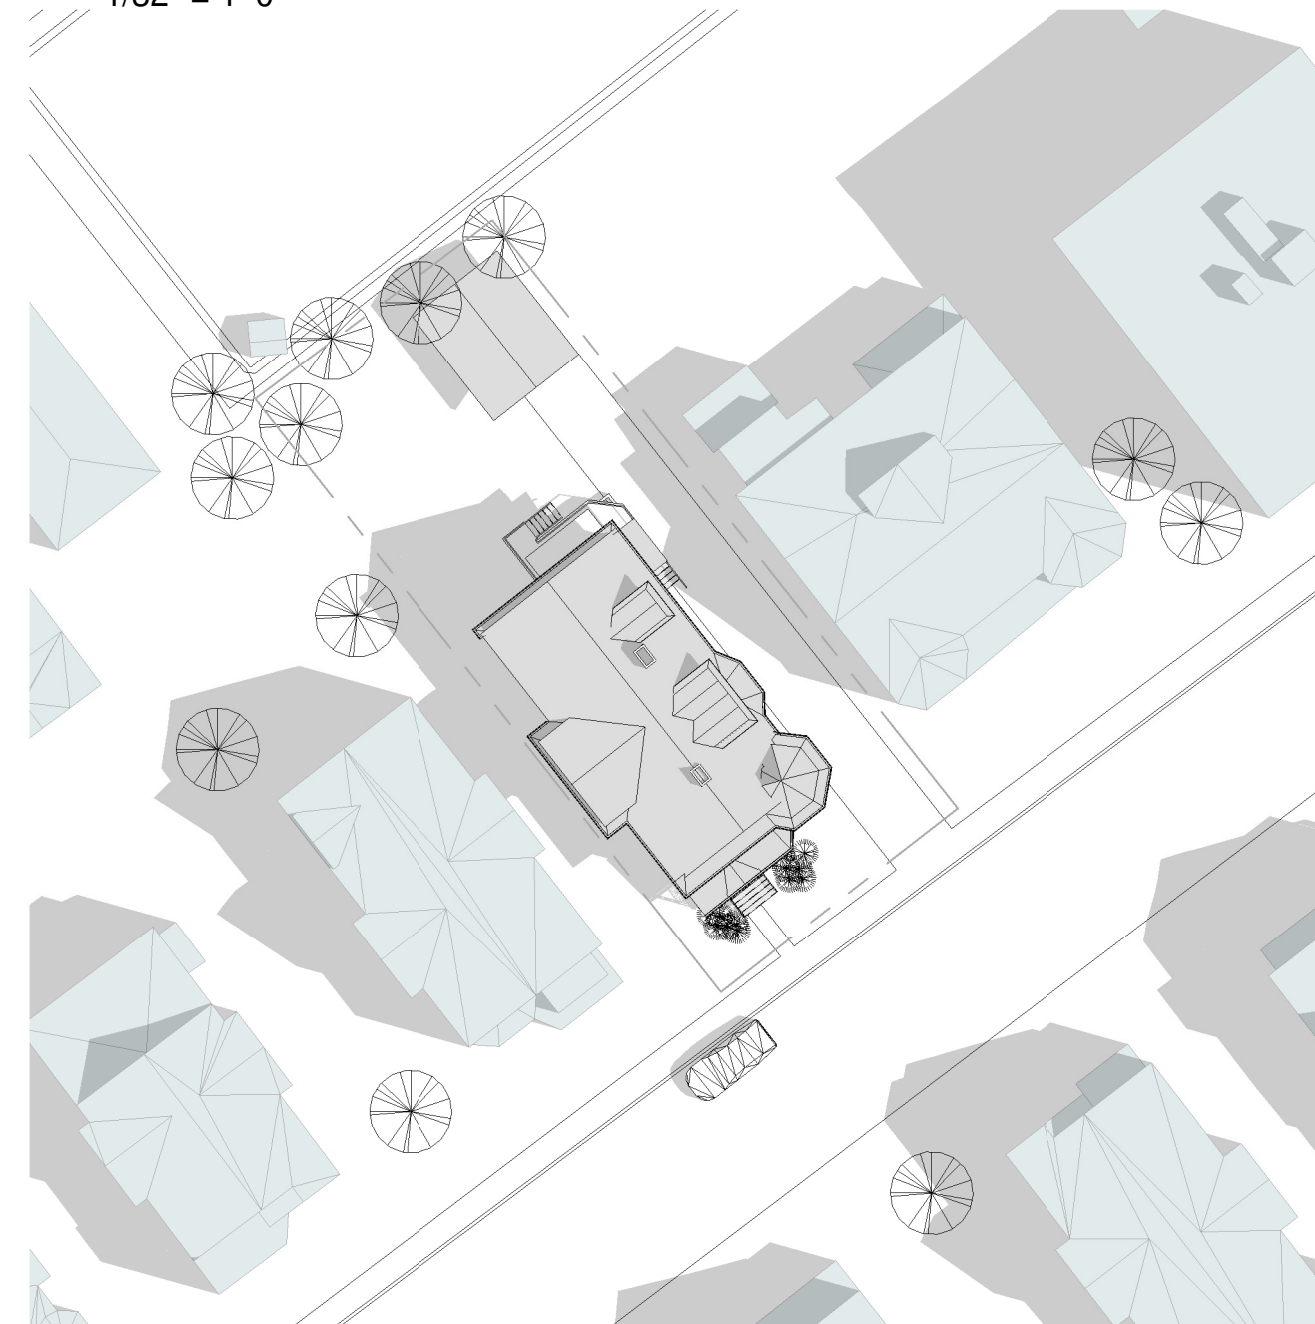 1/32" = 1'-0"